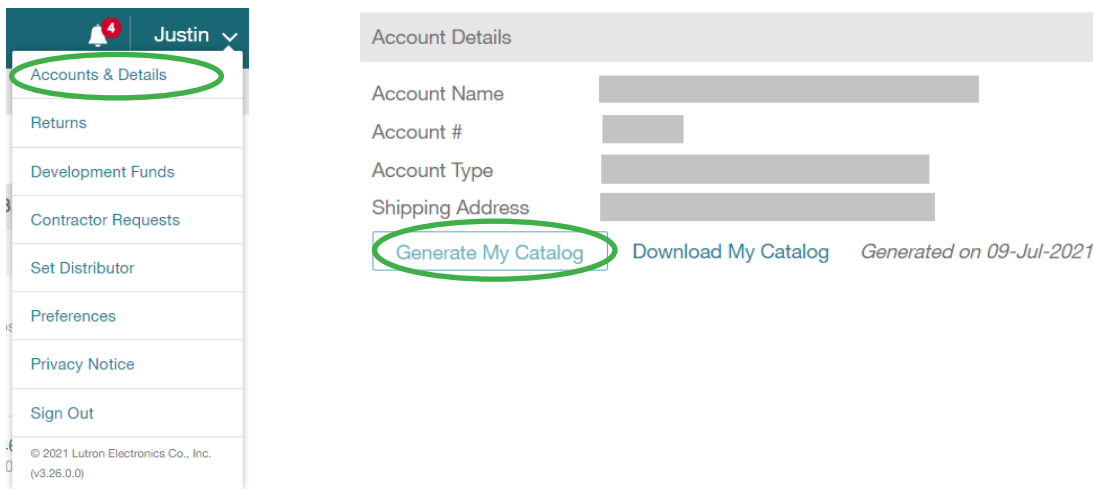 4
Justin
Accounts & Details
Returns
Development Funds
Contractor Requests
Set Distributor
Preferences
Privacy Notice
Sign Out
© 2021 Lutron Electronics Co., Inc.
(v3.26.0.0)
Account Details
Account Name
Account #
Account Type
Shipping Address
Generate My Catalog
Download My Catalog
Generated on 09-Jul-2021